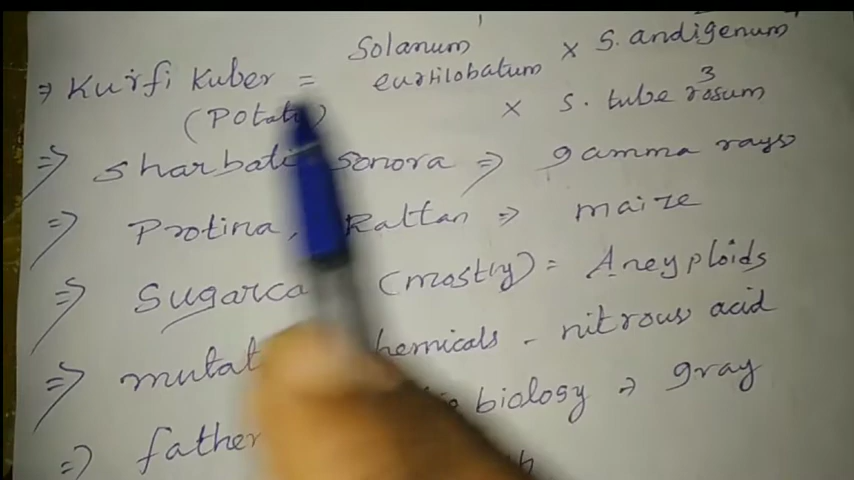 Solanum × S. andigenum
⇒ Kurfi Kuber = eurtilobatum
(Potato) × S. tuberosum
⇒ Sharbati Sonora ⇒ gamma rays
⇒ Protina, Rattan ⇒ maize
⇒ Sugarca (mostly) = Aneyploids
⇒ mutat hemicals - nitrous acid
⇒ father biology ⇒ gray
⇒